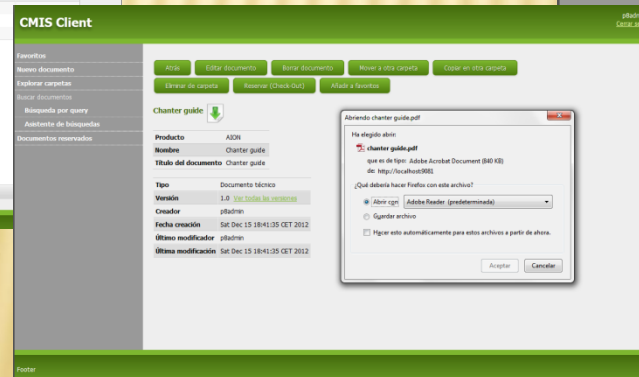 CMIS Client
p8admin
Cerrar se
Favoritos
Nuevo documento
Explorar carpetas
Buscar documentos
Búsqueda por query
Asistente de búsquedas
Documentos reservados
Atrás
Editar documento
Borrar documento
Mover a otra carpeta
Copiar en otra carpeta
Eliminar de carpeta
Reservar (Check-Out)
Añadir a favoritos
Chanter guide
Producto AION
Nombre Chanter guide
Título del documento Chanter guide
Tipo Documento técnico
Versión 1.0 Ver todas las versiones
Creador p8admin
Fecha creación Sat Dec 15 18:41:35 CET 2012
Último modificador p8admin
Última modificación Sat Dec 15 18:41:35 CET 2012
Abriendo chanter guide.pdf
Ha elegido abrir:
chanter guide.pdf
que es de tipo: Adobe Acrobat Document (840 KB)
de: http://localhost:9081
¿Qué debería hacer Firefox con este archivo?
Abrir con Adobe Reader (predeterminada)
Guardar archivo
Hacer esto automáticamente para estos archivos a partir de ahora.
Aceptar
Cancelar
Footer